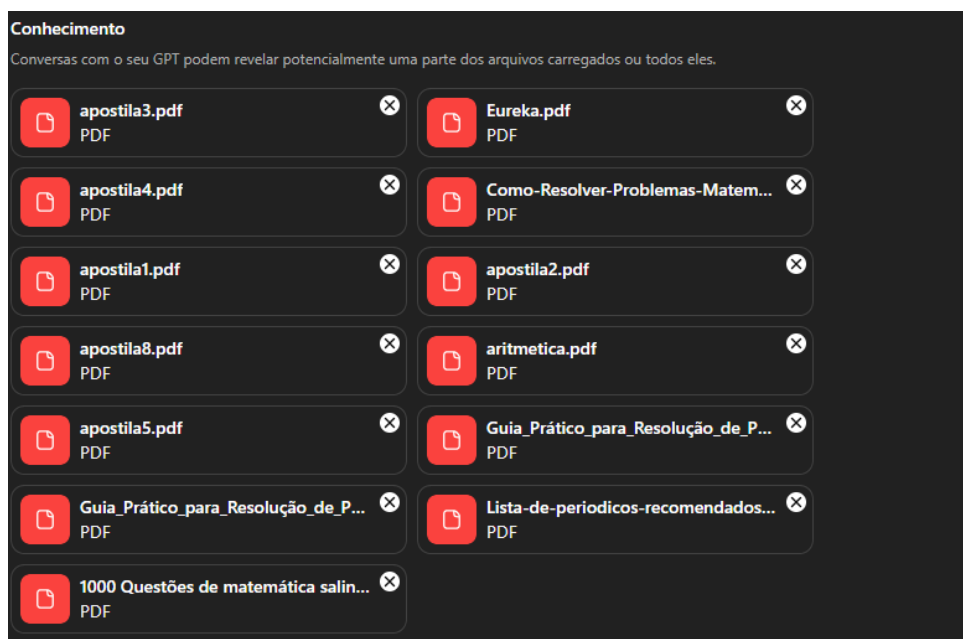 Conhecimento
Conversas com o seu GPT podem revelar potencialmente uma parte dos arquivos carregados ou todos eles.
apostila3.pdf
PDF
Eureka.pdf
PDF
apostila4.pdf
PDF
Como-Resolver-Problemas-Matem...
PDF
apostila1.pdf
PDF
apostila2.pdf
PDF
apostila8.pdf
PDF
aritmetica.pdf
PDF
apostila5.pdf
PDF
Guia_Prático_para_Resolução_de_P...
PDF
Guia_Prático_para_Resolução_de_P...
PDF
Lista-de-periodicos-recomendados...
PDF
1000 Questões de matemática salin...
PDF